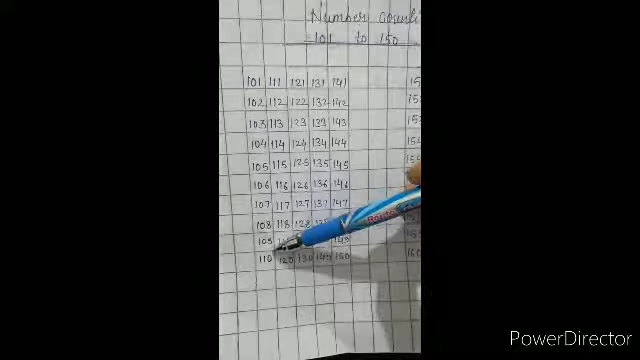 Number counti
101 to 150
101 111 121 131 141
102 112 122 132 142
103 113 123 133 143
104 114 124 134 144
105 115 125 135 145
106 116 126 136 146
107 117 127 137 147
108 118 128
109 149
110 120 130 140 150
PowerDirector